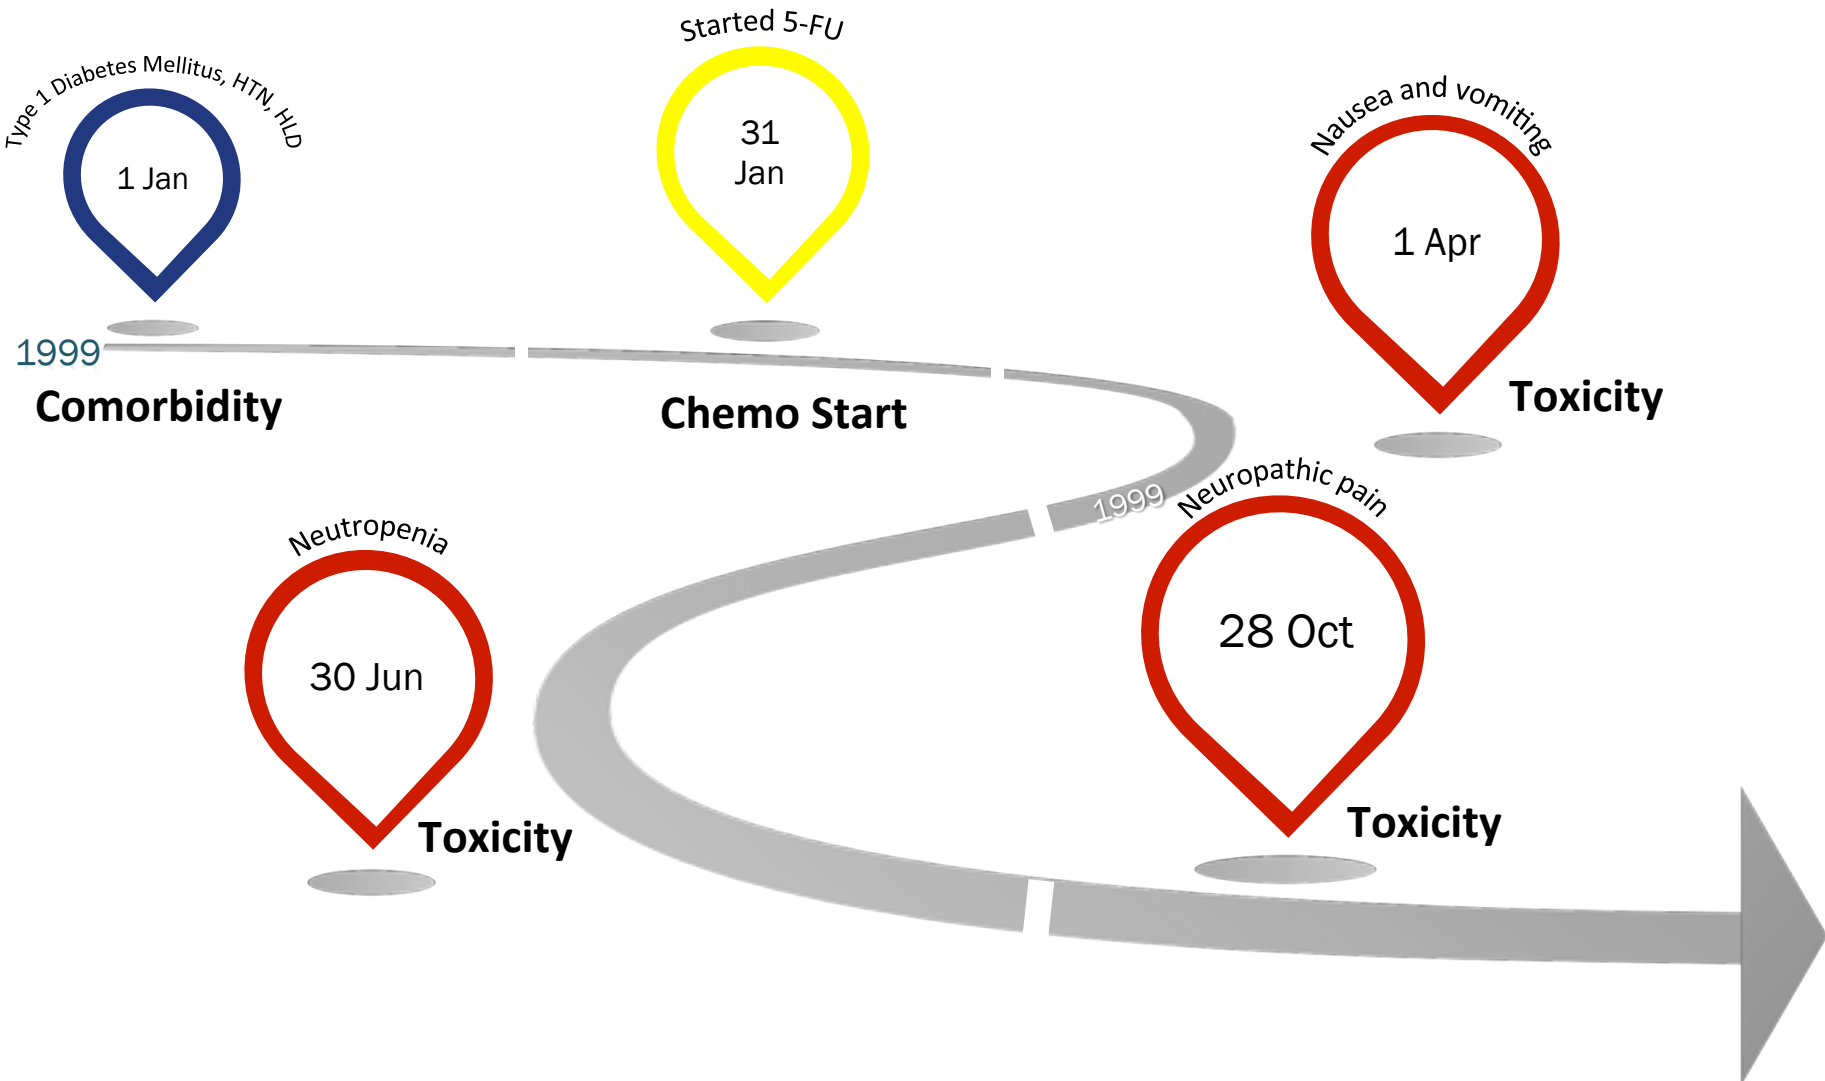 Type 1 Diabetes Mellitus, HTN, HLD
1 Jan
1999
Comorbidity
Started 5-FU
31
Jan
Chemo Start
Nausea and vomiting
1 Apr
Toxicity
1999
Neutropenia
30 Jun
Toxicity
Neuropathic pain
28 Oct
Toxicity